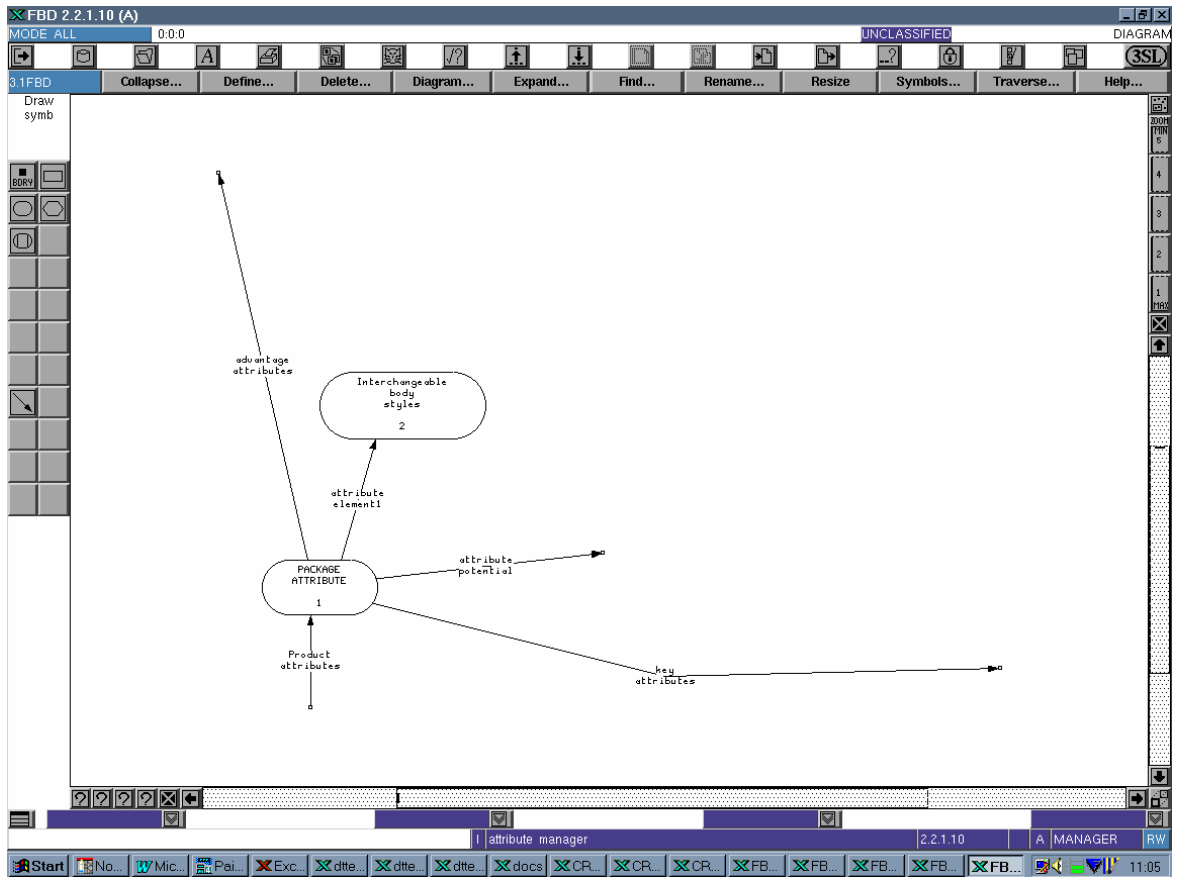 FBD 2.2.1.10 (A)
MODE ALL 0:0:0 UNCLASSIFIED DIAGRAM
A √? ...? 3SL
3.1FBD Collapse... Define... Delete... Diagram... Expand... Find... Rename... Resize Symbols... Traverse... Help...
Draw
symb
ZOOM
MIN
5
BDRY
4
3
2
1
MAX
advantage
attributes
Interchangeable
body
styles
2
attribute
element1
attribute
potential
PACKAGE
ATTRIBUTE
1
Product
attributes
key
attributes
? ? ? ?
I attribute manager 2.2.1.10 A MANAGER RW
Start No... Mic... Pai... Exc... dtte... dtte... dtte... docs CR... CR... CR... FB... FB... FB... FB... FB... 11:05